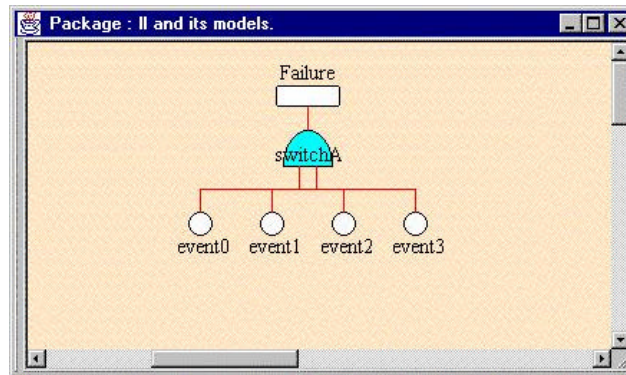 Package : II and its models.
Failure
switchA
event0 event1 event2 event3